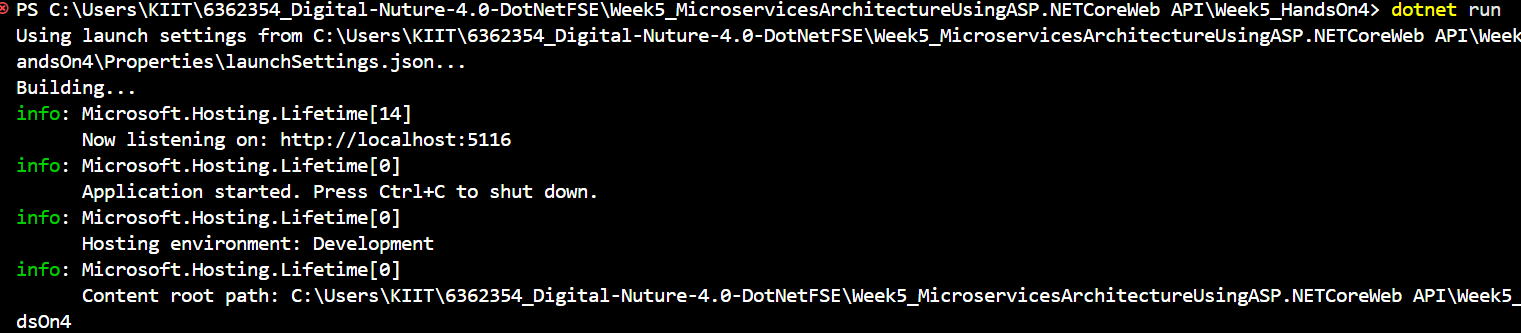 PS C:\Users\KIIT\6362354_Digital-Nuture-4.0-DotNetFSE\Week5_MicroservicesArchitectureUsingASP.NETCoreWeb API\Week5_HandsOn4> dotnet run
Using launch settings from C:\Users\KIIT\6362354_Digital-Nuture-4.0-DotNetFSE\Week5_MicroservicesArchitectureUsingASP.NETCoreWeb API\Week
andsOn4\Properties\launchSettings.json...
Building...
info: Microsoft.Hosting.Lifetime[14]
      Now listening on: http://localhost:5116
info: Microsoft.Hosting.Lifetime[0]
      Application started. Press Ctrl+C to shut down.
info: Microsoft.Hosting.Lifetime[0]
      Hosting environment: Development
info: Microsoft.Hosting.Lifetime[0]
      Content root path: C:\Users\KIIT\6362354_Digital-Nuture-4.0-DotNetFSE\Week5_MicroservicesArchitectureUsingASP.NETCoreWeb API\Week5_
dsOn4